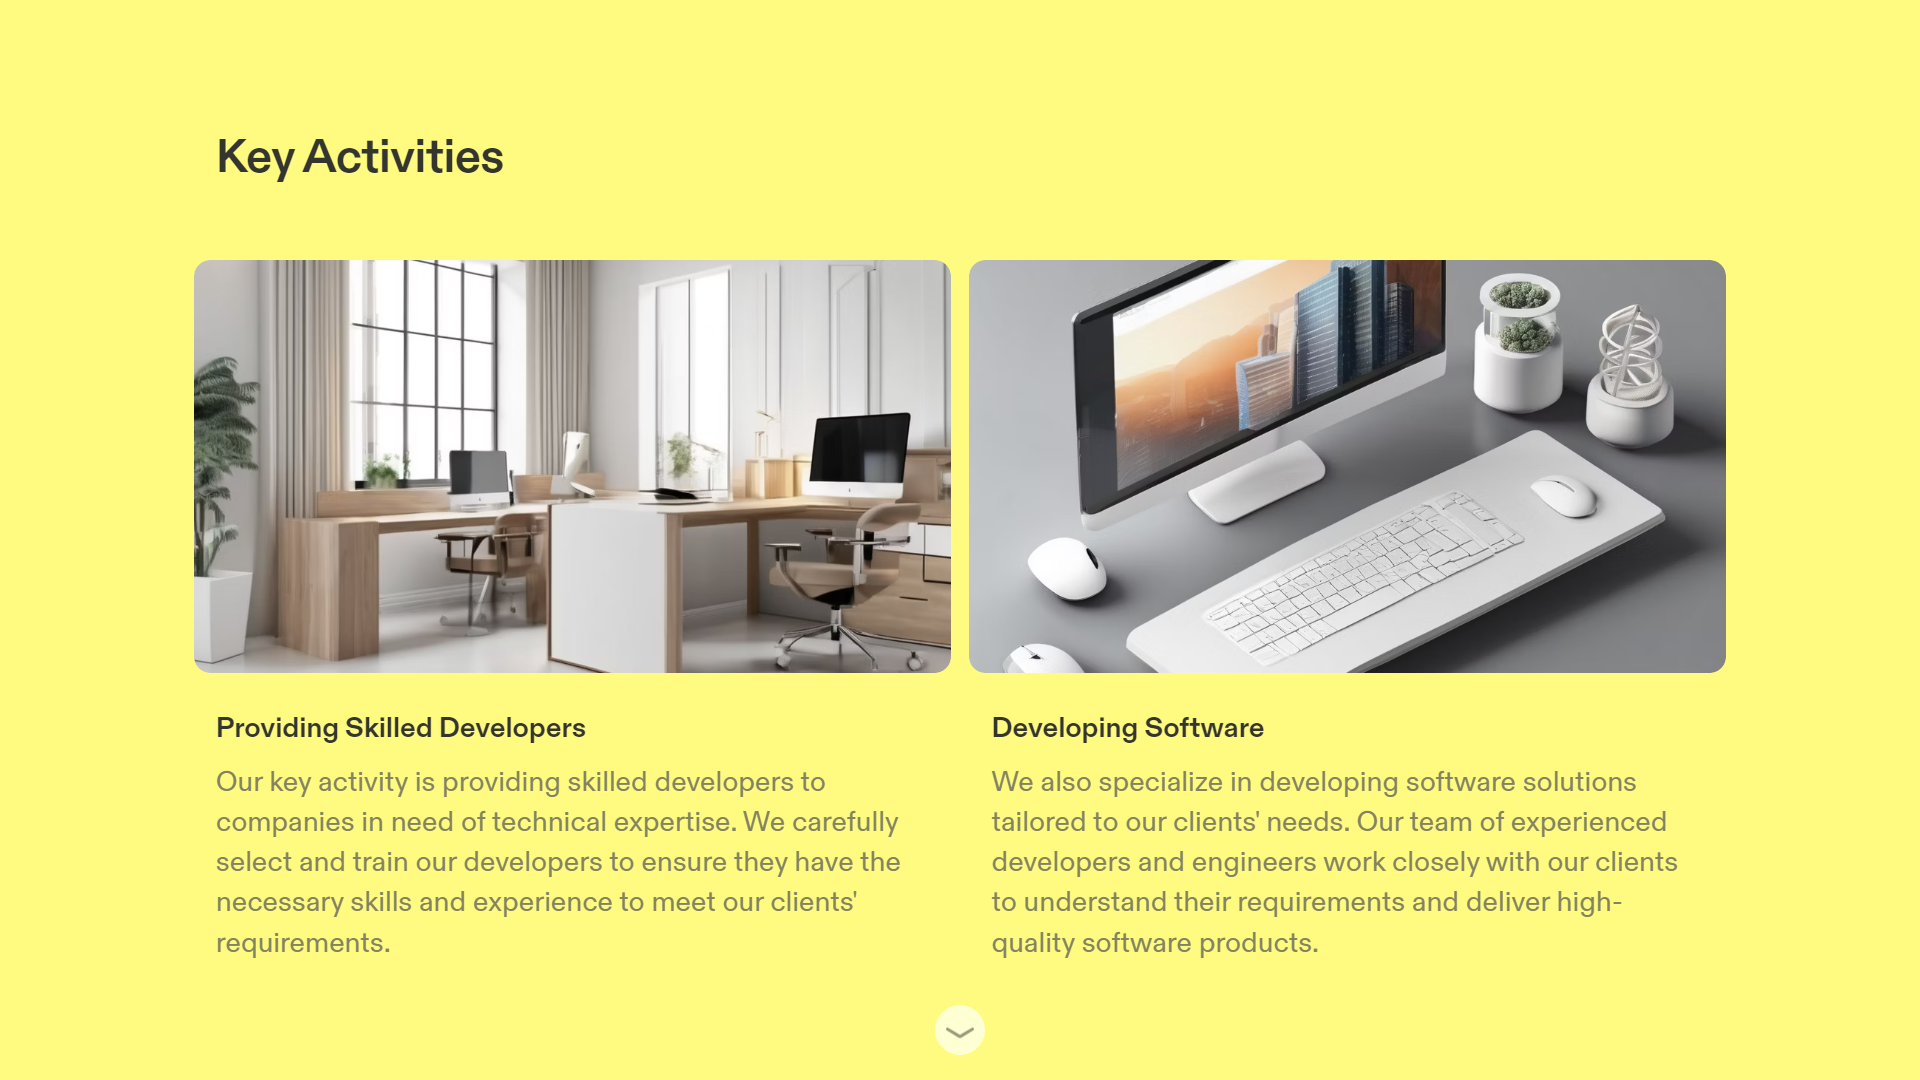 Key Activities
Providing Skilled Developers
Our key activity is providing skilled developers to
companies in need of technical expertise. We carefully
select and train our developers to ensure they have the
necessary skills and experience to meet our clients'
requirements.
Developing Software
We also specialize in developing software solutions
tailored to our clients' needs. Our team of experienced
developers and engineers work closely with our clients
to understand their requirements and deliver high-
quality software products.